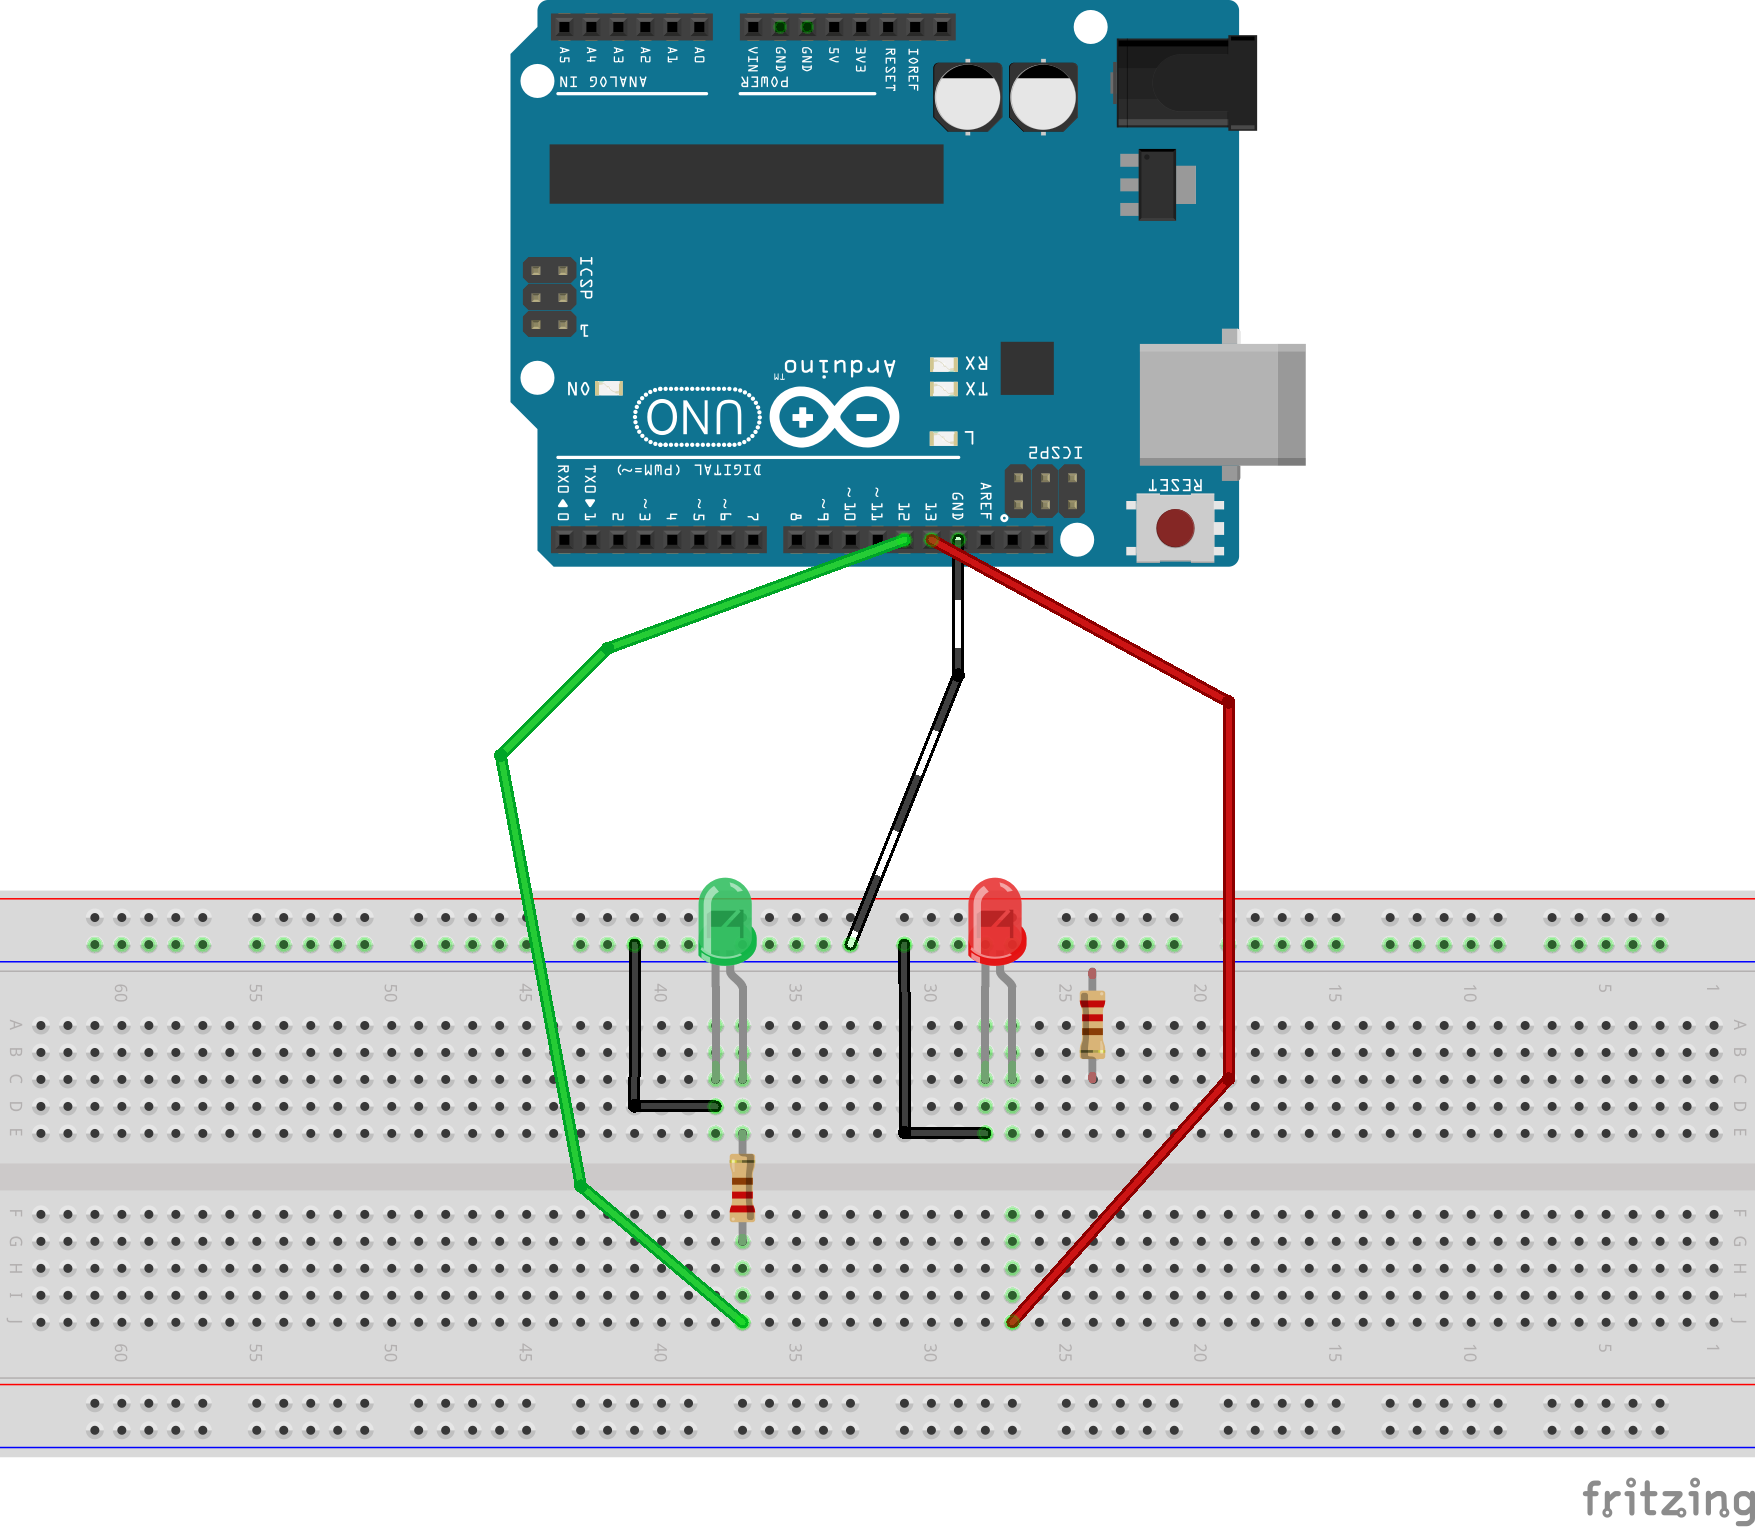 A5 A4 A3 A2 A1 A0
ANALOG IN
VIN GND GND 5V 3V3 RESET IOREF
POWER
ICSP
1
ON
UNO
Arduino™
+ −
RX
TX
L
ICSP2
RESET
DIGITAL (PWM=~)
RX0◀0 TX0▶1 2 ~3 4 ~5 ~6 7 8 ~9 ~10 ~11 12 13 GND AREF
60 55 50 45 40 35 30 25 20 15 10 5 1
A A
B B
C C
D D
E E
F F
G G
H H
I I
J J
60 55 50 45 40 35 30 25 20 15 10 5 1
fritzing